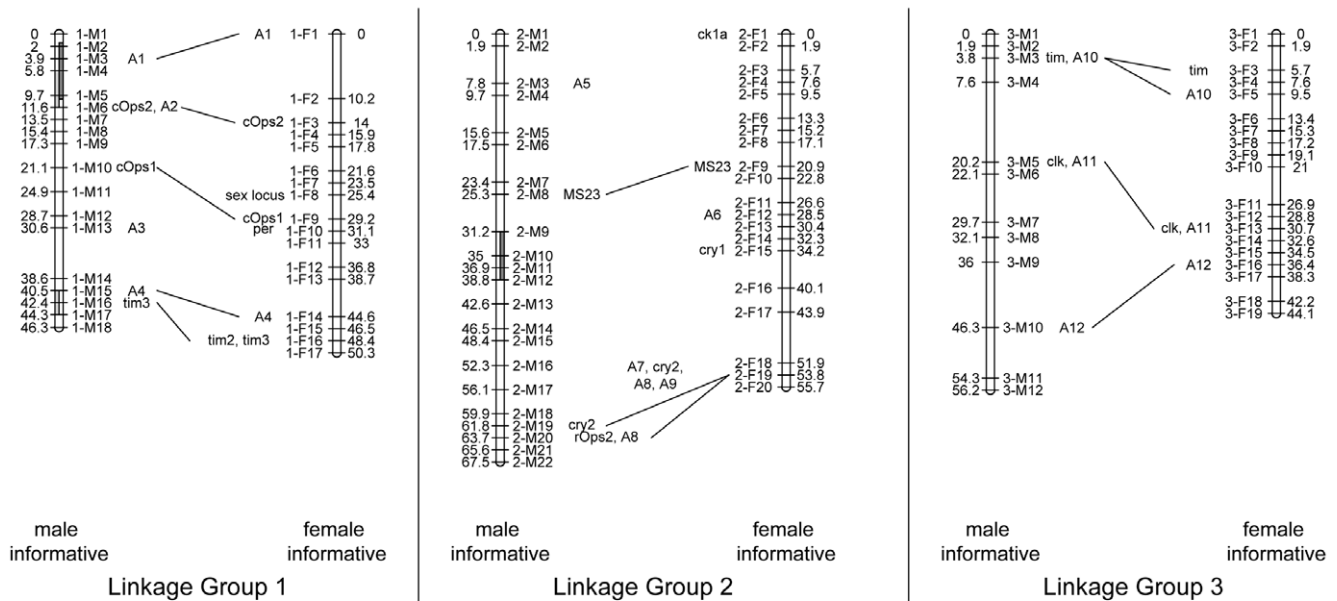 0 1-M1
2 1-M2
3.9 1-M3 A1
5.8 1-M4
9.7 1-M5
11.6 1-M6 cOps2, A2
13.5 1-M7
15.4 1-M8
17.3 1-M9
21.1 1-M10 cOps1
24.9 1-M11
28.7 1-M12
30.6 1-M13 A3
38.6 1-M14
40.5 1-M15 A4
42.4 1-M16 tim3
44.3 1-M17
46.3 1-M18
A1 1-F1 0
1-F2 10.2
cOps2 1-F3 14
1-F4 15.9
1-F5 17.8
1-F6 21.6
1-F7 23.5
sex locus 1-F8 25.4
cOps1 1-F9 29.2
per 1-F10 31.1
1-F11 33
1-F12 36.8
1-F13 38.7
A4 1-F14 44.6
1-F15 46.5
tim2, tim3 1-F16 48.4
1-F17 50.3
male
informative
female
informative
Linkage Group 1
0 2-M1
1.9 2-M2
7.8 2-M3 A5
9.7 2-M4
15.6 2-M5
17.5 2-M6
23.4 2-M7
25.3 2-M8 MS23
31.2 2-M9
35 2-M10
36.9 2-M11
38.8 2-M12
42.6 2-M13
46.5 2-M14
48.4 2-M15
52.3 2-M16
56.1 2-M17
59.9 2-M18
61.8 2-M19 cry2
63.7 2-M20 rOps2, A8
65.6 2-M21
67.5 2-M22
ck1a 2-F1 0
2-F2 1.9
2-F3 5.7
2-F4 7.6
2-F5 9.5
2-F6 13.3
2-F7 15.2
2-F8 17.1
MS23 2-F9 20.9
2-F10 22.8
2-F11 26.6
A6 2-F12 28.5
2-F13 30.4
2-F14 32.3
cry1 2-F15 34.2
2-F16 40.1
2-F17 43.9
2-F18 51.9
A7, cry2,
A8, A9
2-F19 53.8
2-F20 55.7
male
informative
female
informative
Linkage Group 2
0 3-M1
1.9 3-M2
3.8 3-M3 tim, A10
7.6 3-M4
20.2 3-M5 clk, A11
22.1 3-M6
29.7 3-M7
32.1 3-M8
36 3-M9
46.3 3-M10 A12
54.3 3-M11
56.2 3-M12
3-F1 0
3-F2 1.9
tim 3-F3 5.7
3-F4 7.6
A10 3-F5 9.5
3-F6 13.4
3-F7 15.3
3-F8 17.2
3-F9 19.1
3-F10 21
3-F11 26.9
3-F12 28.8
clk, A11 3-F13 30.7
3-F14 32.6
3-F15 34.5
A12 3-F16 36.4
3-F17 38.3
3-F18 42.2
3-F19 44.1
male
informative
female
informative
Linkage Group 3